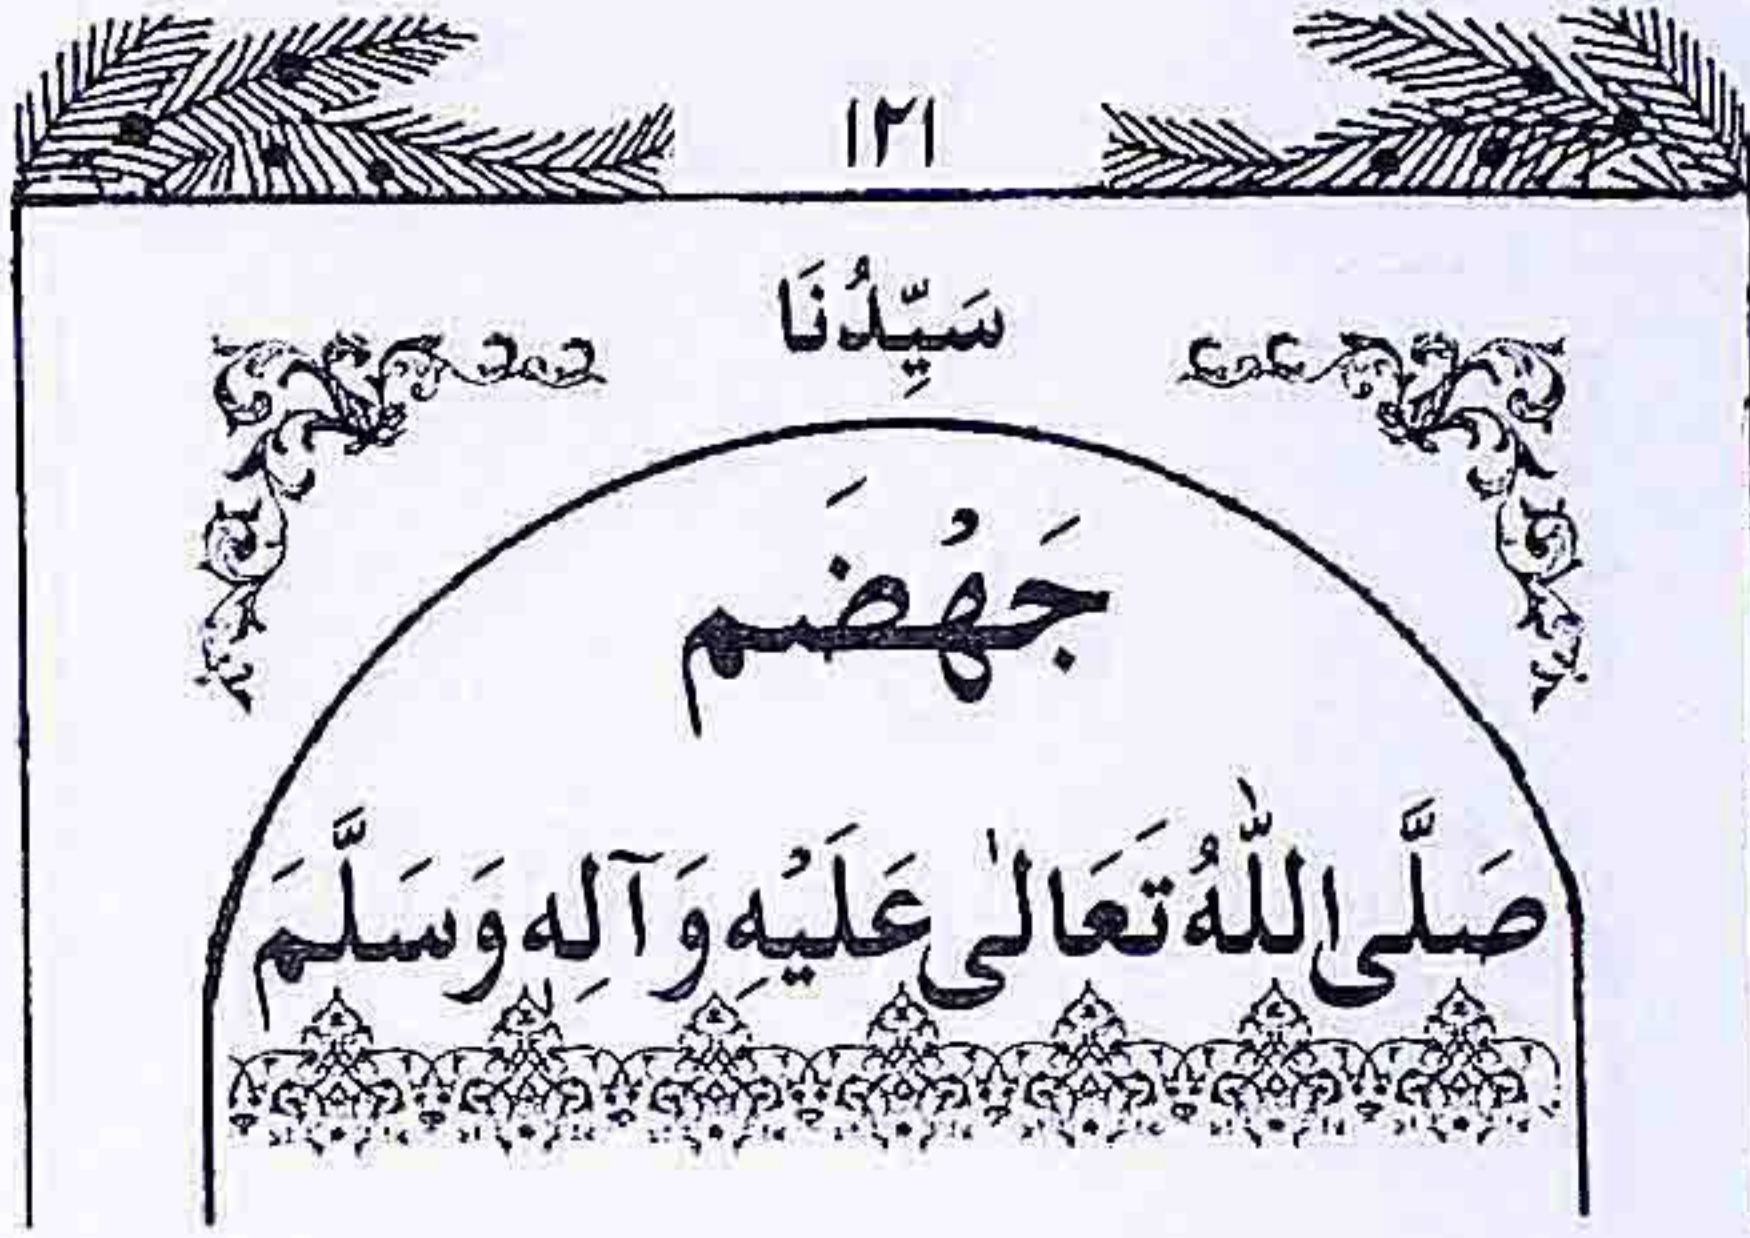 ۱۲۱
سَيِّدُنَا
جَهُضَم
صَلَّى اللّٰهُ تَعَالٰى عَلَيْهِ وَآلِهِ وَسَلَّمَ